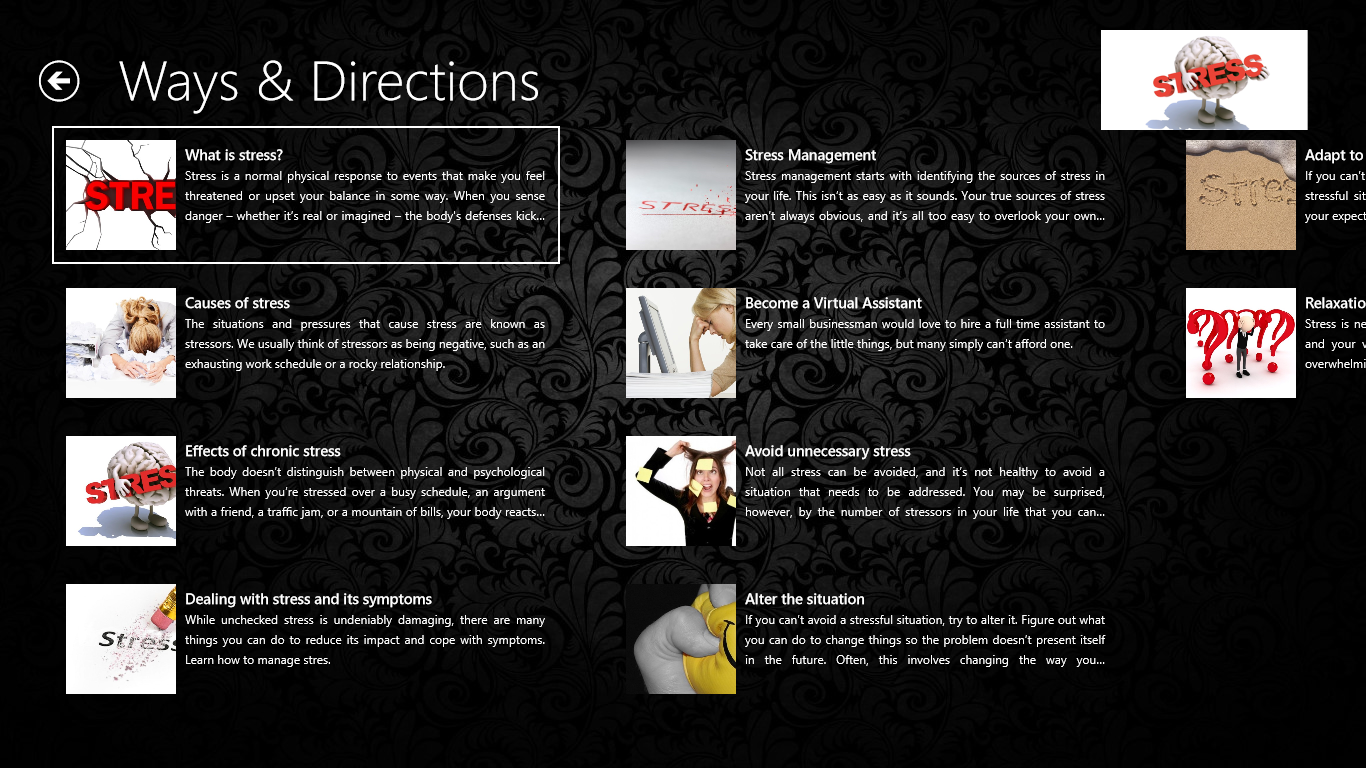 Ways & Directions
STRESS
What is stress?
Stress is a normal physical response to events that make you feel
threatened or upset your balance in some way. When you sense
danger – whether it's real or imagined – the body's defenses kick...
STRE
Causes of stress
The situations and pressures that cause stress are known as
stressors. We usually think of stressors as being negative, such as an
exhausting work schedule or a rocky relationship.
Effects of chronic stress
The body doesn't distinguish between physical and psychological
threats. When you're stressed over a busy schedule, an argument
with a friend, a traffic jam, or a mountain of bills, your body reacts...
STRES
Dealing with stress and its symptoms
While unchecked stress is undeniably damaging, there are many
things you can do to reduce its impact and cope with symptoms.
Learn how to manage stres.
Stress
Stress Management
Stress management starts with identifying the sources of stress in
your life. This isn't as easy as it sounds. Your true sources of stress
aren't always obvious, and it's all too easy to overlook your own...
STRESS
Become a Virtual Assistant
Every small businessman would love to hire a full time assistant to
take care of the little things, but many simply can't afford one.
Avoid unnecessary stress
Not all stress can be avoided, and it's not healthy to avoid a
situation that needs to be addressed. You may be surprised,
however, by the number of stressors in your life that you can...
Alter the situation
If you can't avoid a stressful situation, try to alter it. Figure out what
you can do to change things so the problem doesn't present itself
in the future. Often, this involves changing the way you...
Adapt to
If you can't
stressful sit
your expect
Stres
Relaxatio
Stress is ne
and your v
overwhelmi
????